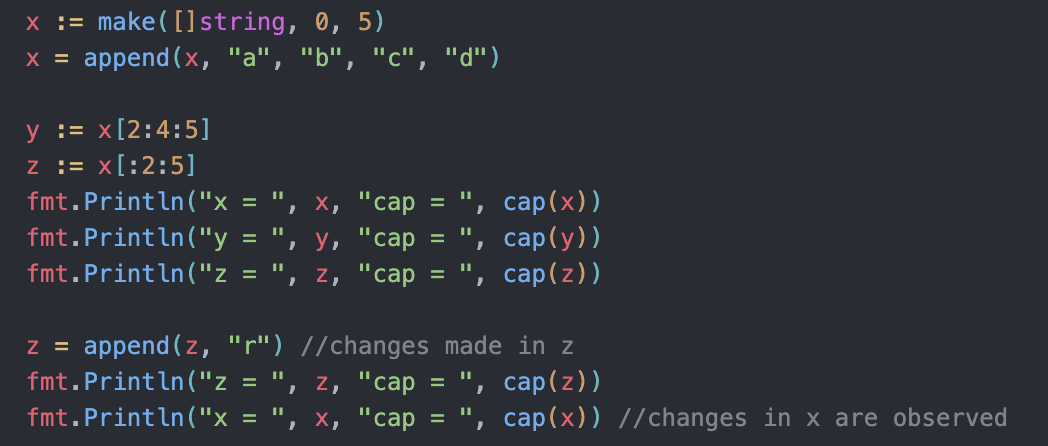 x := make([]string, 0, 5)
x = append(x, "a", "b", "c", "d")
y := x[2:4:5]
z := x[:2:5]
fmt.Println("x = ", x, "cap = ", cap(x))
fmt.Println("y = ", y, "cap = ", cap(y))
fmt.Println("z = ", z, "cap = ", cap(z))
z = append(z, "r") //changes made in z
fmt.Println("z = ", z, "cap = ", cap(z))
fmt.Println("x = ", x, "cap = ", cap(x)) //changes in x are observed